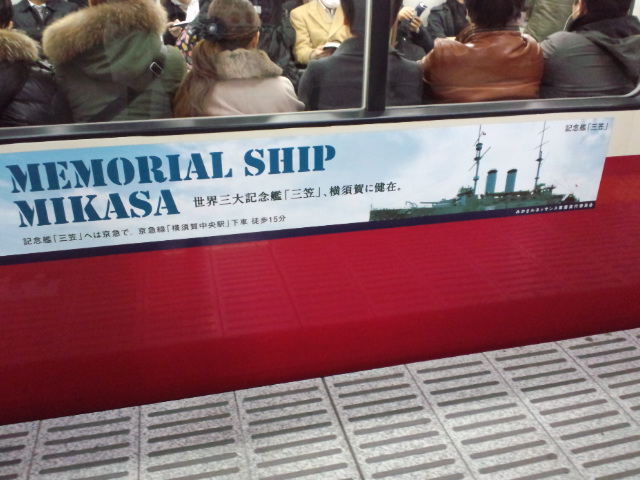 MEMORIAL SHIP
MIKASA
世界三大記念艦「三笠」、横須賀に健在。
記念艦「三笠」へは京急で。京急線「横須賀中央駅」下車 徒歩15分
記念艦「三笠」